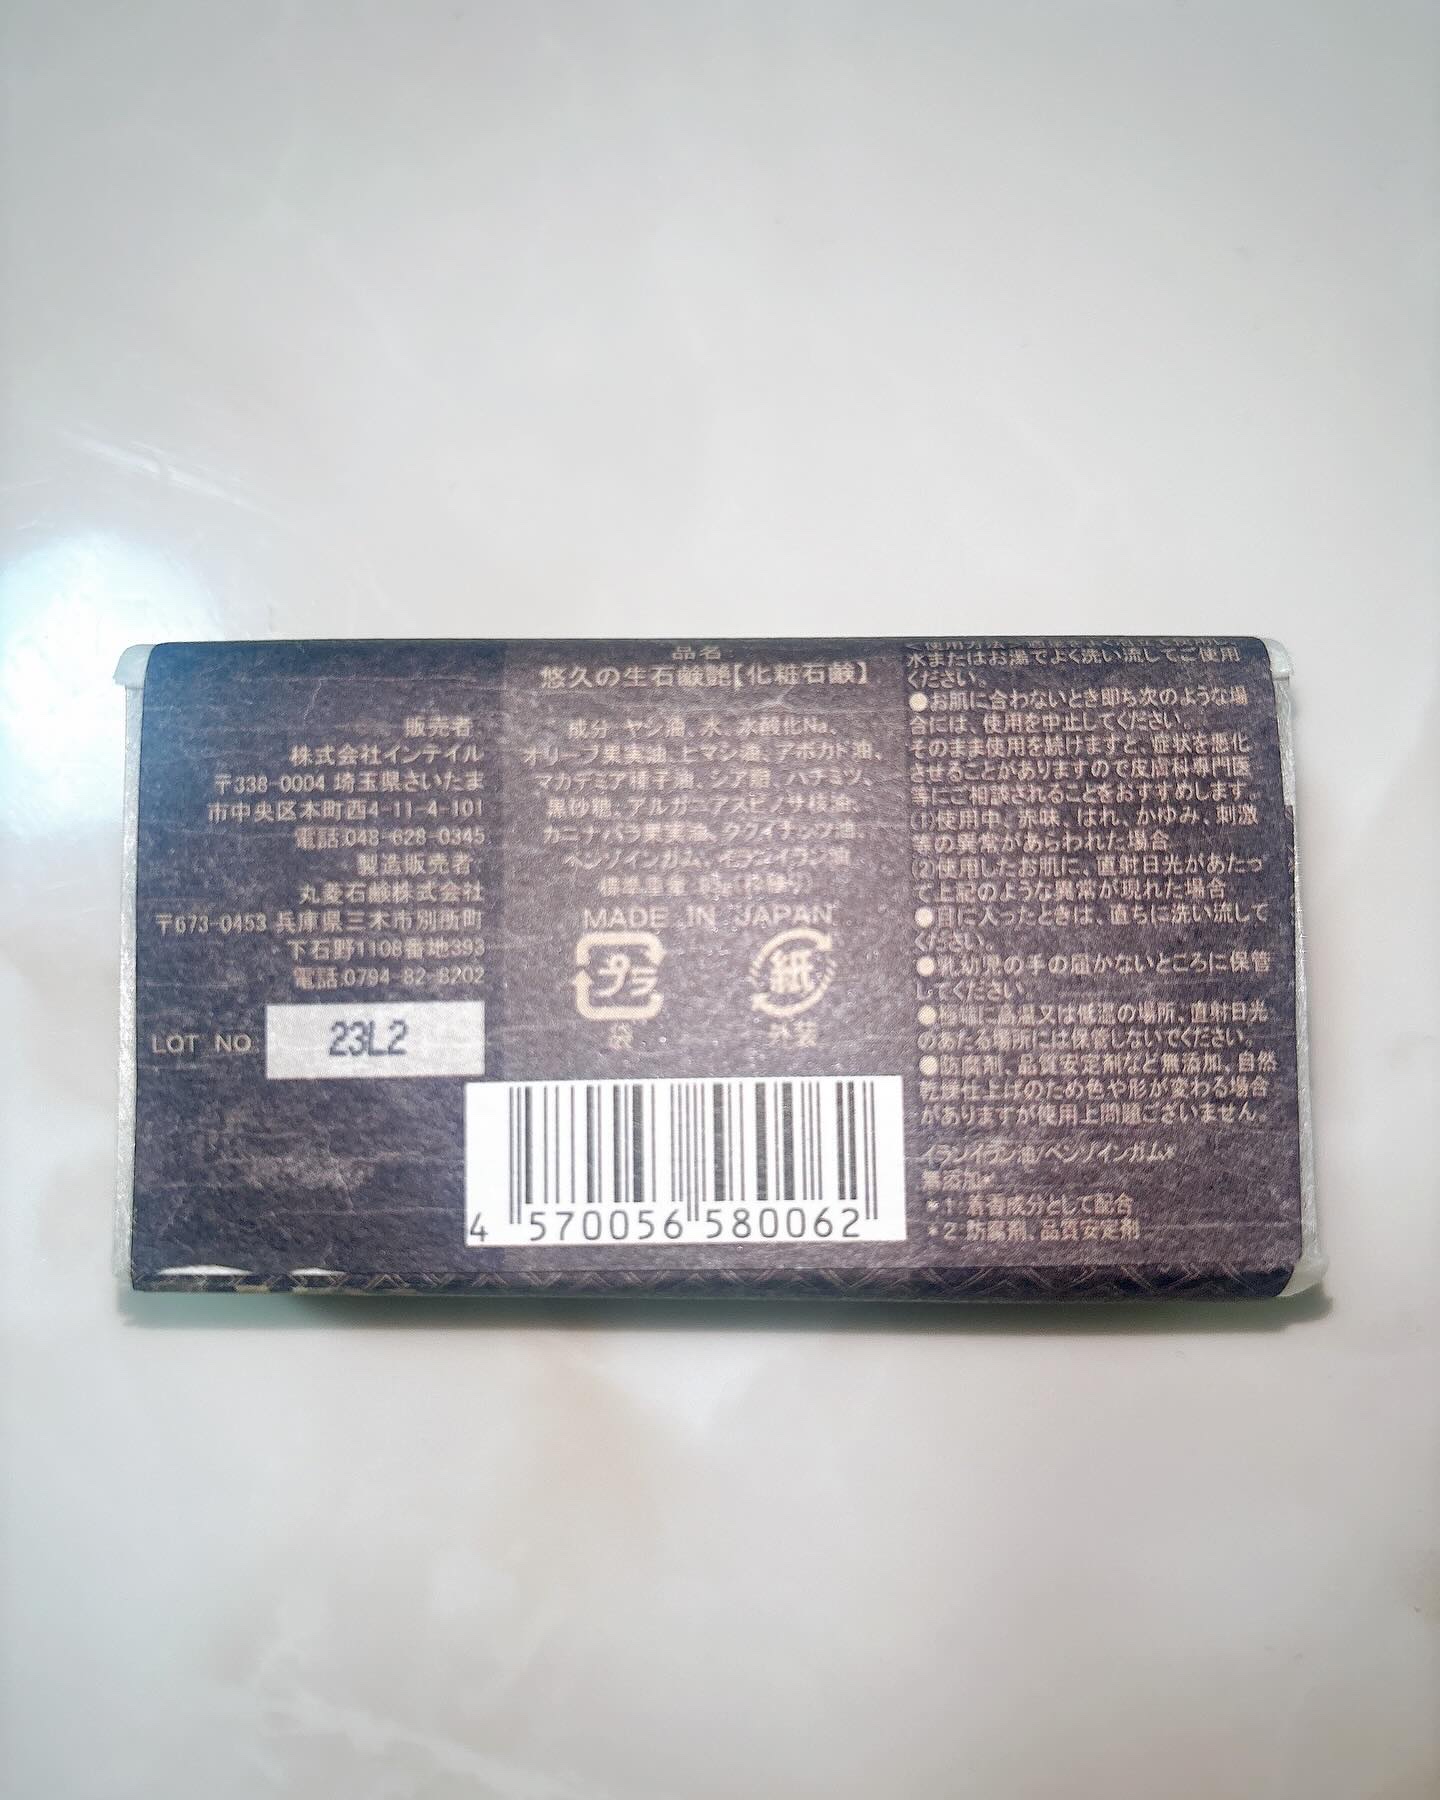 販売者
株式会社インテイル
〒338-0004 埼玉県さいたま
市中央区本町西4-11-4-101
電話:048-628-0345
製造販売者
丸菱石鹸株式会社
〒673-0453 兵庫県三木市別所町
下石野1108番地393
電話:0794-82-8202
LOT NO. 23L2
品名
悠久の生石鹸艶【化粧石鹸】
成分 ヤシ油、水、水酸化Na、
オリーブ果実油、ヒマシ油、アボカド油、
マカデミア種子油、シア脂、ハチミツ、
黒砂糖、アルガニアスピノサ核油、
カニナバラ果実油、ククイナッツ油、
ベンゾインガム、イランイラン油
標準重量
MADE IN JAPAN
プラ 紙
袋 外装
4 570056 580062
水またはお湯でよく洗い流してご使用
ください。
●お肌に合わないとき即ち次のような場
合には、使用を中止してください。
そのまま使用を続けますと、症状を悪化
させることがありますので皮膚科専門医
等にご相談されることをおすすめします。
(1)使用中、赤味、はれ、かゆみ、刺激
等の異常があらわれた場合
(2)使用したお肌に、直射日光があたっ
て上記のような異常が現れた場合
●目に入ったときは、直ちに洗い流して
ください。
●乳幼児の手の届かないところに保管
してください
●極端に高温又は低温の場所、直射日光
のあたる場所には保管しないでください。
●防腐剤、品質安定剤など無添加、自然
乾燥仕上げのため色や形が変わる場合
がありますが使用上問題ございません。
イランイラン油/ベンゾインガム*
無添加*
*1 着香成分として配合
*2 防腐剤、品質安定剤